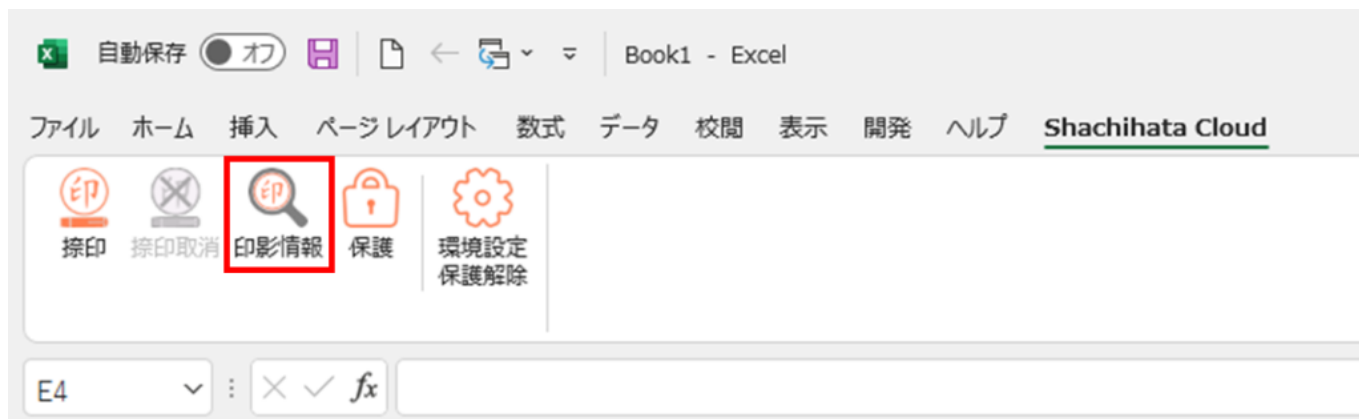 自動保存 オフ Book1 - Excel
ファイル ホーム 挿入 ページ レイアウト 数式 データ 校閲 表示 開発 ヘルプ Shachihata Cloud
印 印 印
捺印 捺印取消 印影情報 保護 環境設定
保護解除
E4 fx